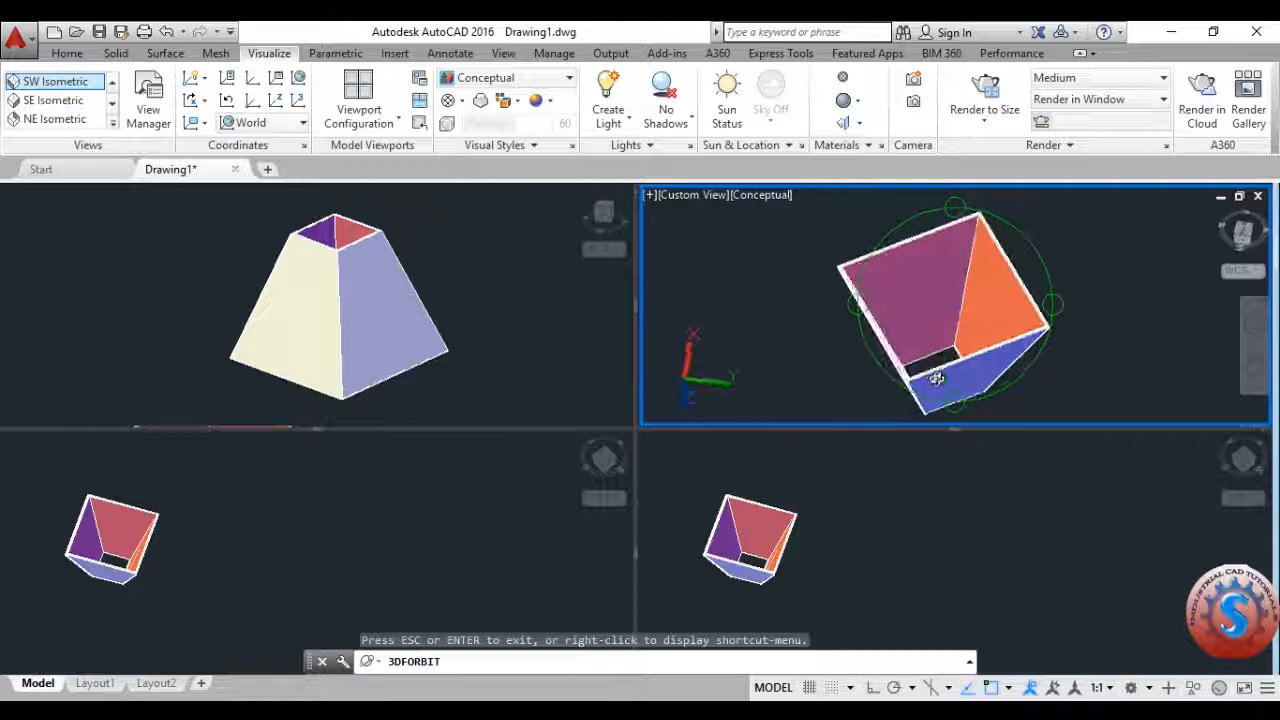 Autodesk AutoCAD 2016 Drawing1.dwg
Type a keyword or phrase
Sign In
Home Solid Surface Mesh Visualize Parametric Insert Annotate View Manage Output Add-ins A360 Express Tools Featured Apps BIM 360 Performance
SW Isometric
SE Isometric
NE Isometric
View
Manager
World
Viewport
Configuration
Conceptual
60
Create
Light
No
Shadows
Sun
Status
Sky Off
Render to Size
Medium
Render in Window
Render in
Cloud
Render
Gallery
Views Coordinates Model Viewports Visual Styles Lights Sun & Location Materials Camera Render A360
Start Drawing1*
[+][Custom View][Conceptual]
WCS
X
Y
Z
Press ESC or ENTER to exit, or right-click to display shortcut-menu.
3DFORBIT
INDUSTRIAL CAD TUTORIALS
S
Model Layout1 Layout2
MODEL
1:1